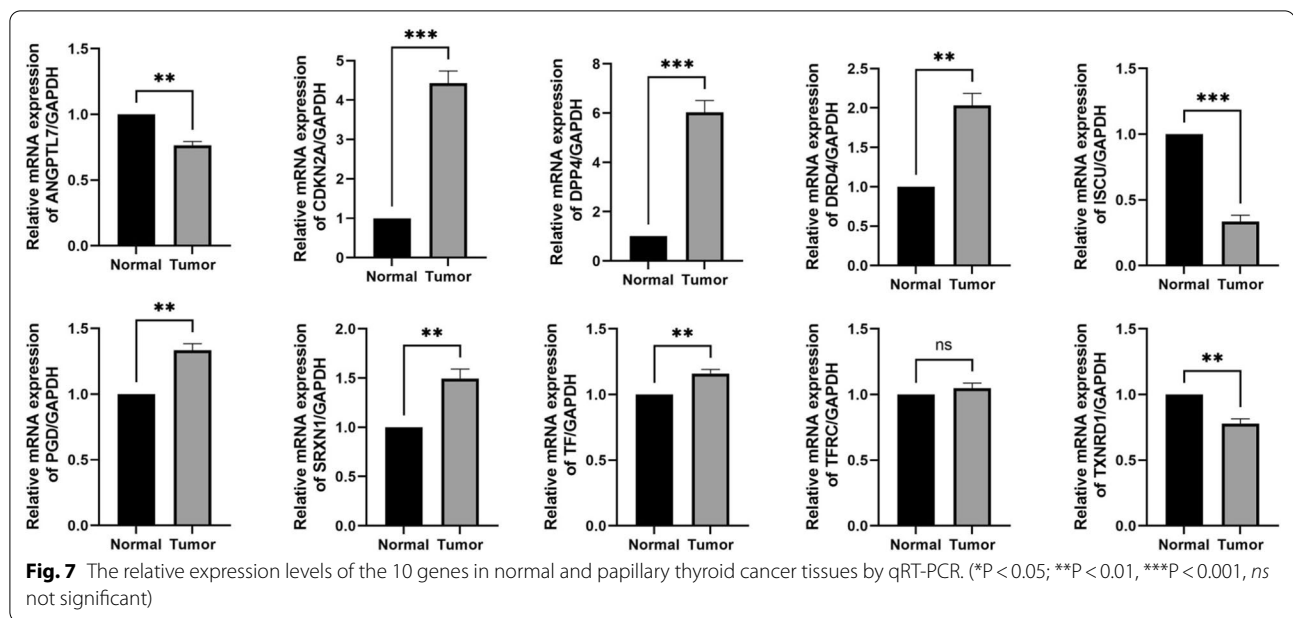 Relative mRNA expression
of ANGPTL7/GAPDH
1.5
1.0
0.5
0.0
**
Normal Tumor
Relative mRNA expression
of CDKN2A/GAPDH
5
4
3
2
1
0
***
Normal Tumor
Relative mRNA expression
of DPP4/GAPDH
8
6
4
2
0
***
Normal Tumor
Relative mRNA expression
of DRD4/GAPDH
2.5
2.0
1.5
1.0
0.5
0.0
**
Normal Tumor
Relative mRNA expression
of ISCU/GAPDH
1.5
1.0
0.5
0.0
***
Normal Tumor
Relative mRNA expression
of PGD/GAPDH
1.5
1.0
0.5
0.0
**
Normal Tumor
Relative mRNA expression
of SRXN1/GAPDH
2.0
1.5
1.0
0.5
0.0
**
Normal Tumor
Relative mRNA expression
of TF/GAPDH
1.5
1.0
0.5
0.0
**
Normal Tumor
Relative mRNA expression
of TFRC/GAPDH
1.5
1.0
0.5
0.0
ns
Normal Tumor
Relative mRNA expression
of TXNRD1/GAPDH
1.5
1.0
0.5
0.0
**
Normal Tumor
Fig. 7 The relative expression levels of the 10 genes in normal and papillary thyroid cancer tissues by qRT-PCR. (*P < 0.05; **P < 0.01, ***P < 0.001, ns
not significant)